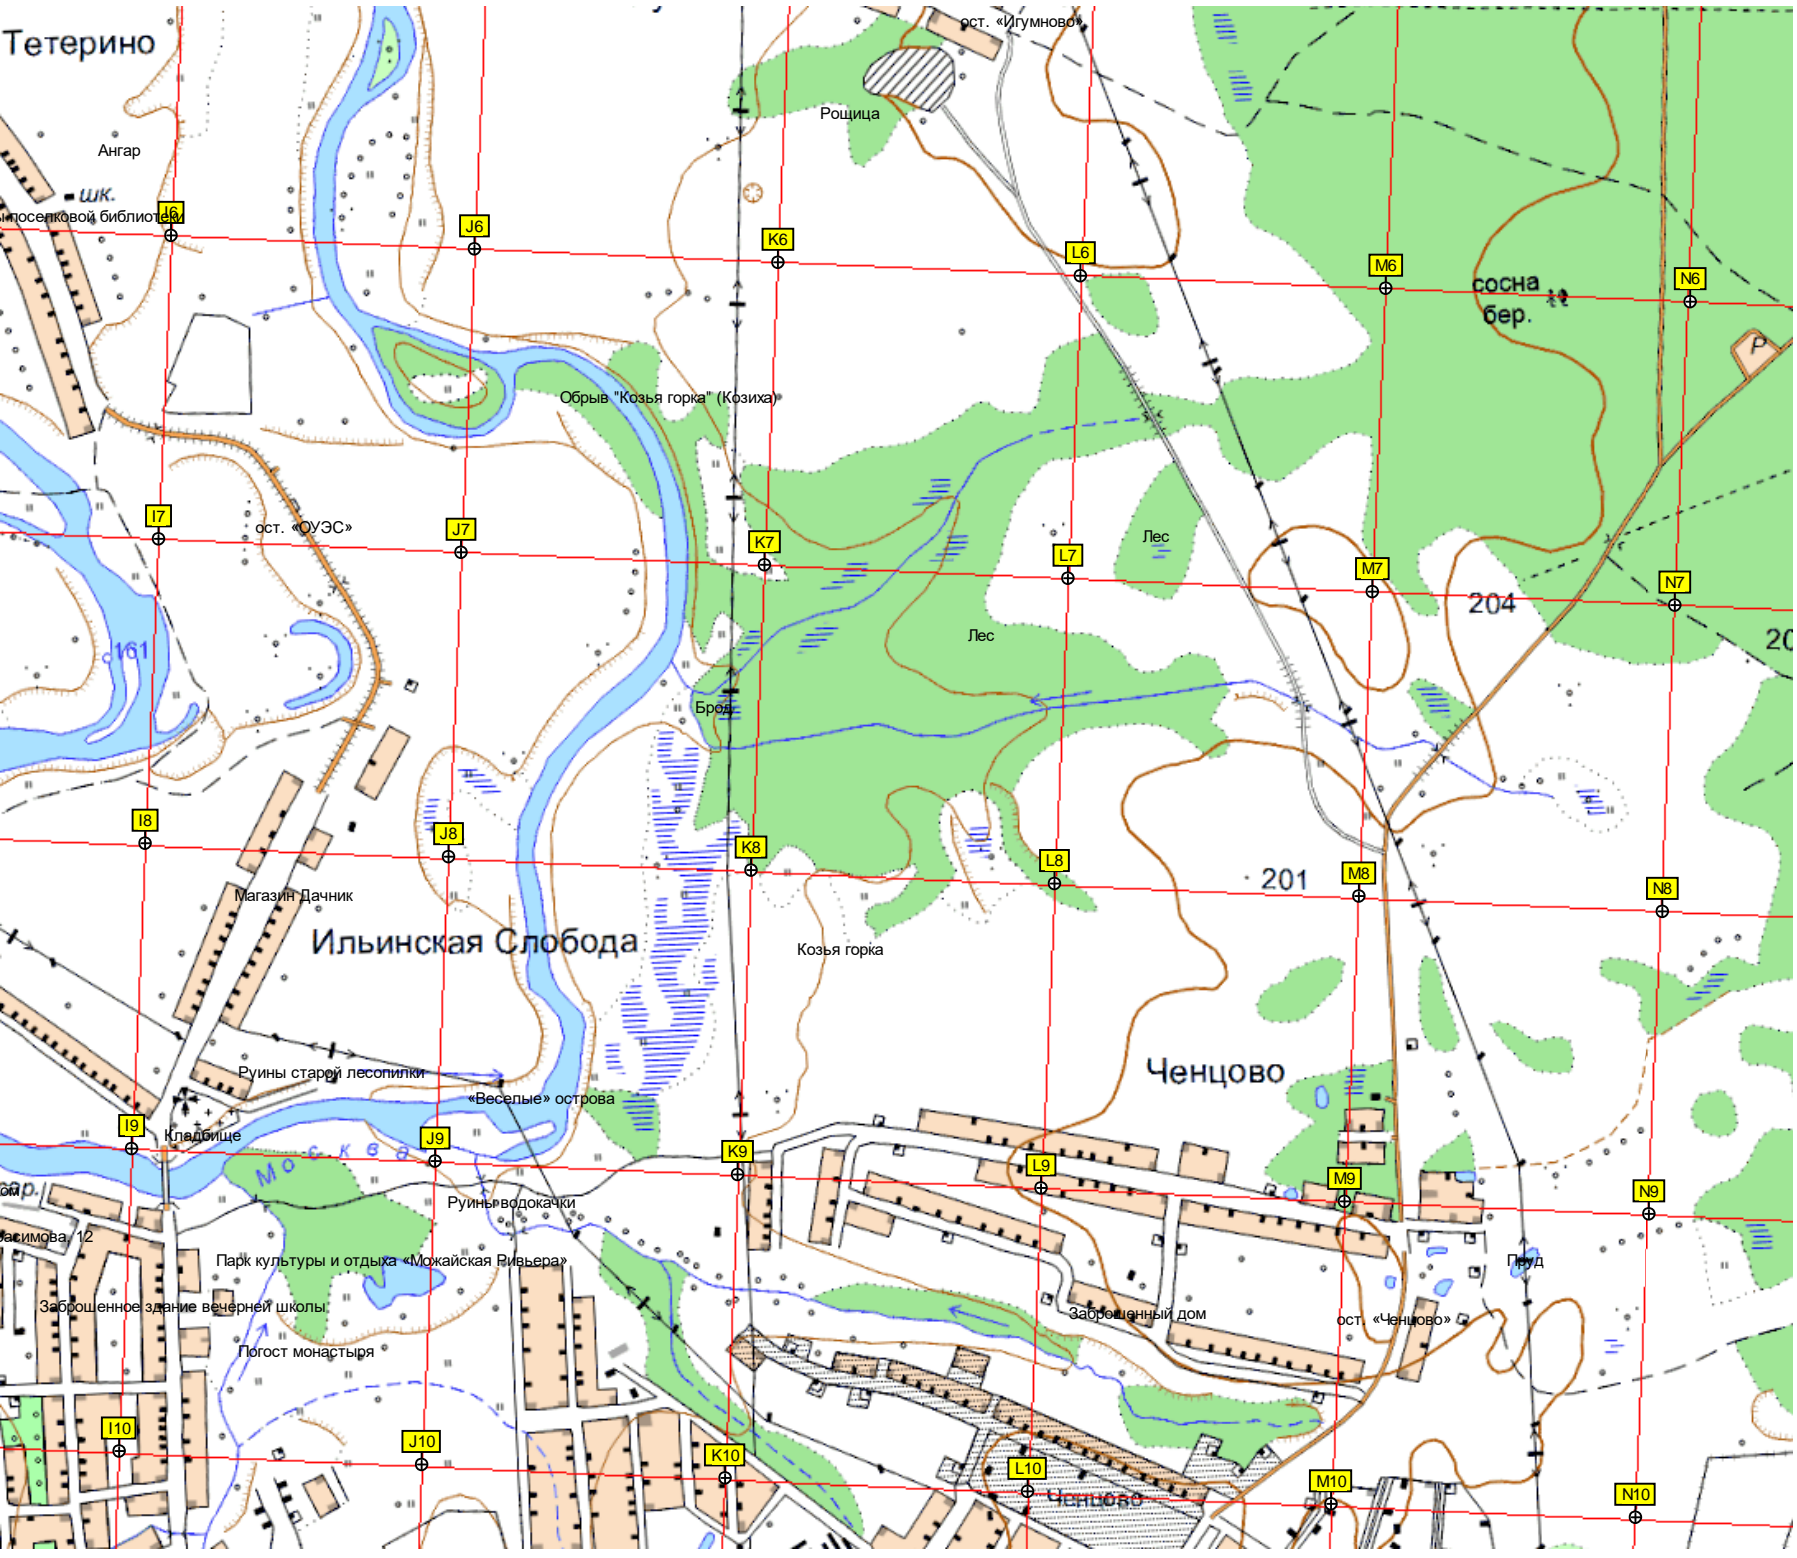 ост. «Игумново»
Тетерино
Рощица
Ангар
шк.
ы поселковой библиотеки
I6
J6
K6
L6
M6
N6
сосна
бер.
Р
Обрыв "Козья горка" (Козиха)
I7
J7
K7
L7
M7
N7
ост. «ОУЭС»
Лес
204
Лес
20
161
Брод
I8
J8
K8
L8
M8
N8
201
Магазин Дачник
Ильинская Слобода
Козья горка
Руины старой лесопилки
Ченцово
«Веселые» острова
I9
J9
K9
L9
M9
N9
Кладбище
Москва
Руины водокачки
асимова, 12
Парк культуры и отдыха «Можайская Ривьера»
Пруд
Заброшенное здание вечерней школы
Заброшенный дом
ост. «Ченцово»
Погост монастыря
I10
J10
K10
L10
M10
N10
Ченцово